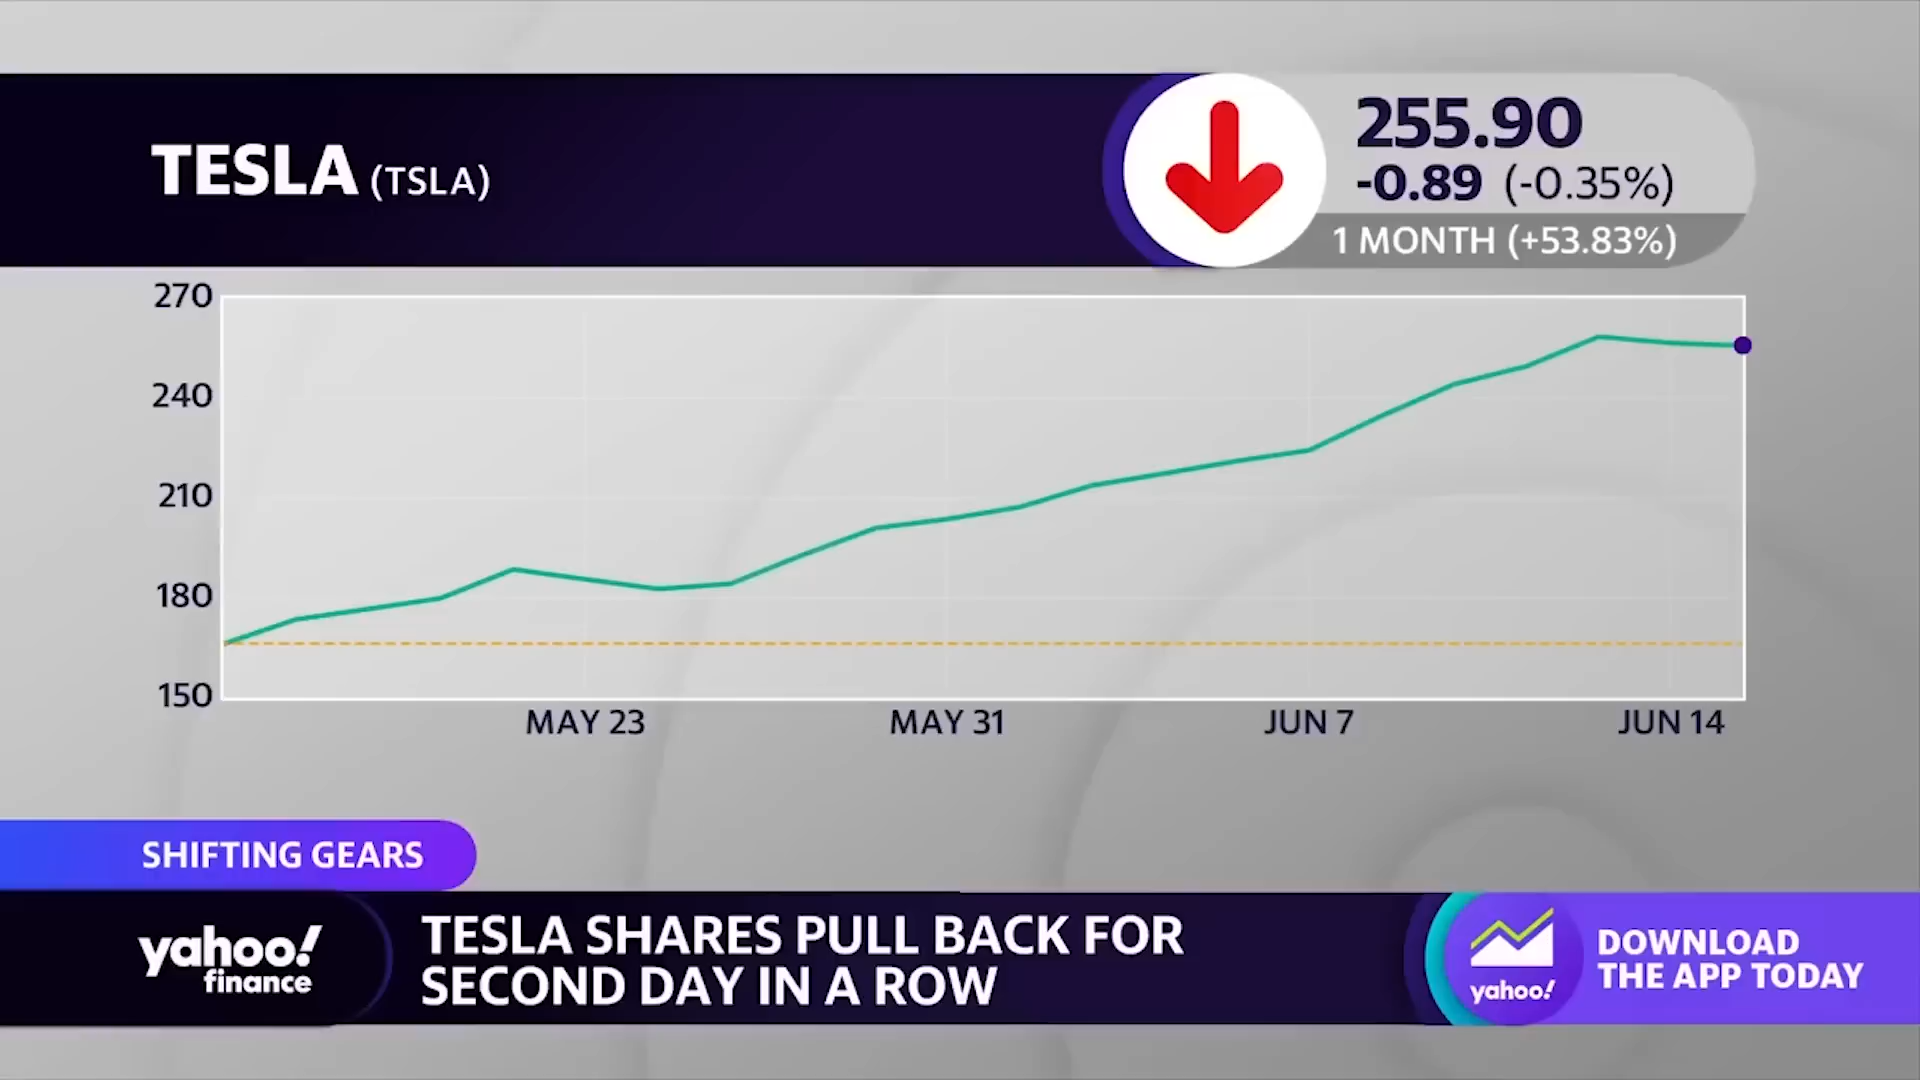 TESLA (TSLA)
255.90
-0.89 (-0.35%)
1 MONTH (+53.83%)
270
240
210
180
150
MAY 23
MAY 31
JUN 7
JUN 14
SHIFTING GEARS
yahoo!
finance
TESLA SHARES PULL BACK FOR
SECOND DAY IN A ROW
yahoo!
DOWNLOAD
THE APP TODAY